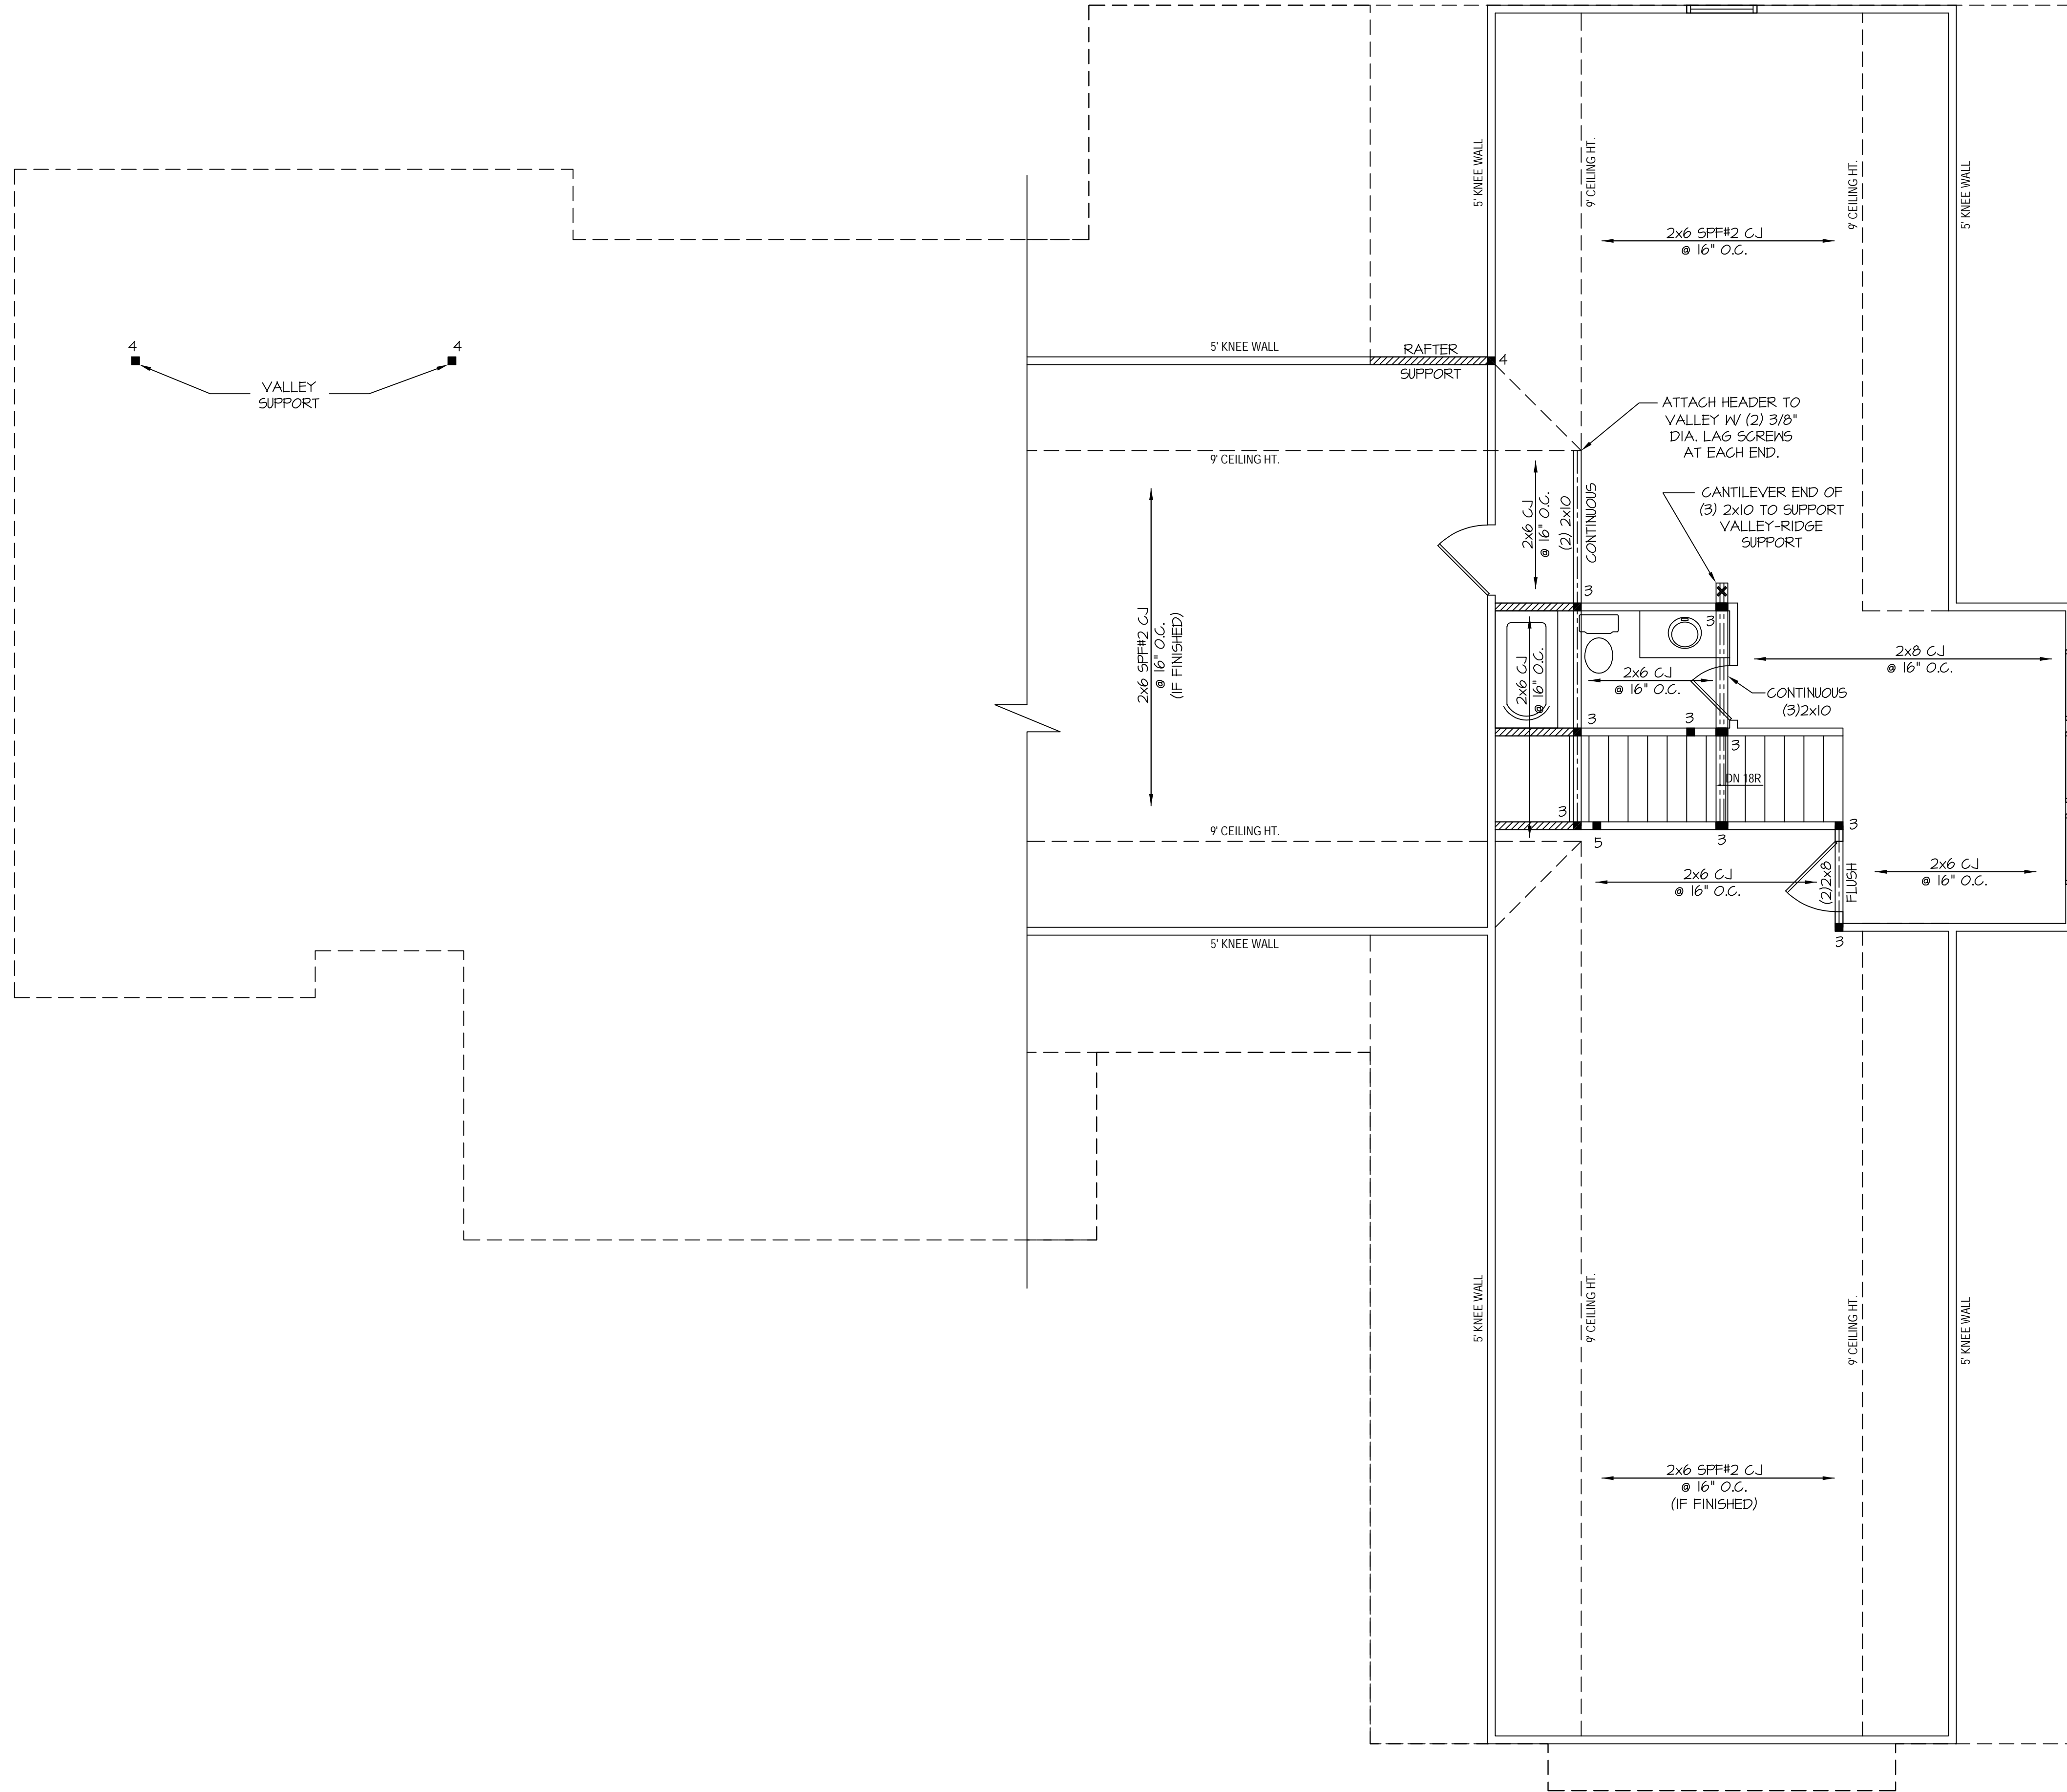 5' KNEE WALL
9' CEILING HT.
9' CEILING HT.
5' KNEE WALL
2x6 SPF#2 CJ
@ 16" O.C.
4
4
VALLEY
SUPPORT
5' KNEE WALL
RAFTER
SUPPORT
4
ATTACH HEADER TO
VALLEY W/ (2) 3/8"
DIA. LAG SCREWS
AT EACH END.
9' CEILING HT.
2x6 CJ
@ 16" O.C.
(2) 2x10
CONTINUOUS
CANTILEVER END OF
(3) 2x10 TO SUPPORT
VALLEY-RIDGE
SUPPORT
3
3
2x6 SPF#2 CJ
@ 16" O.C.
(IF FINISHED)
2x6 CJ
@ 16" O.C.
2x6 CJ
@ 16" O.C.
2x8 CJ
@ 16" O.C.
CONTINUOUS
(3)2x10
3
3
3
DN 18R
3
5
3
3
9' CEILING HT.
2x6 CJ
@ 16" O.C.
(2)2x8
FLUSH
2x6 CJ
@ 16" O.C.
3
5' KNEE WALL
5' KNEE WALL
9' CEILING HT.
9' CEILING HT.
5' KNEE WALL
2x6 SPF#2 CJ
@ 16" O.C.
(IF FINISHED)